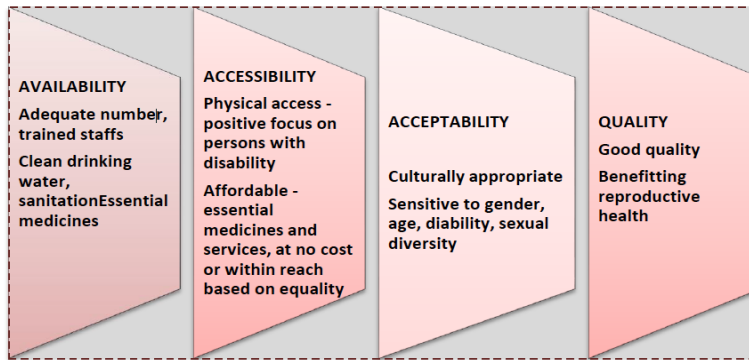 AVAILABILITY
Adequate number,
trained staffs
Clean drinking
water,
sanitationEssential
medicines
ACCESSIBILITY
Physical access -
positive focus on
persons with
disability
Affordable -
essential
medicines and
services, at no cost
or within reach
based on equality
ACCEPTABILITY
Culturally appropriate
Sensitive to gender,
age, diability, sexual
diversity
QUALITY
Good quality
Benefitting
reproductive
health